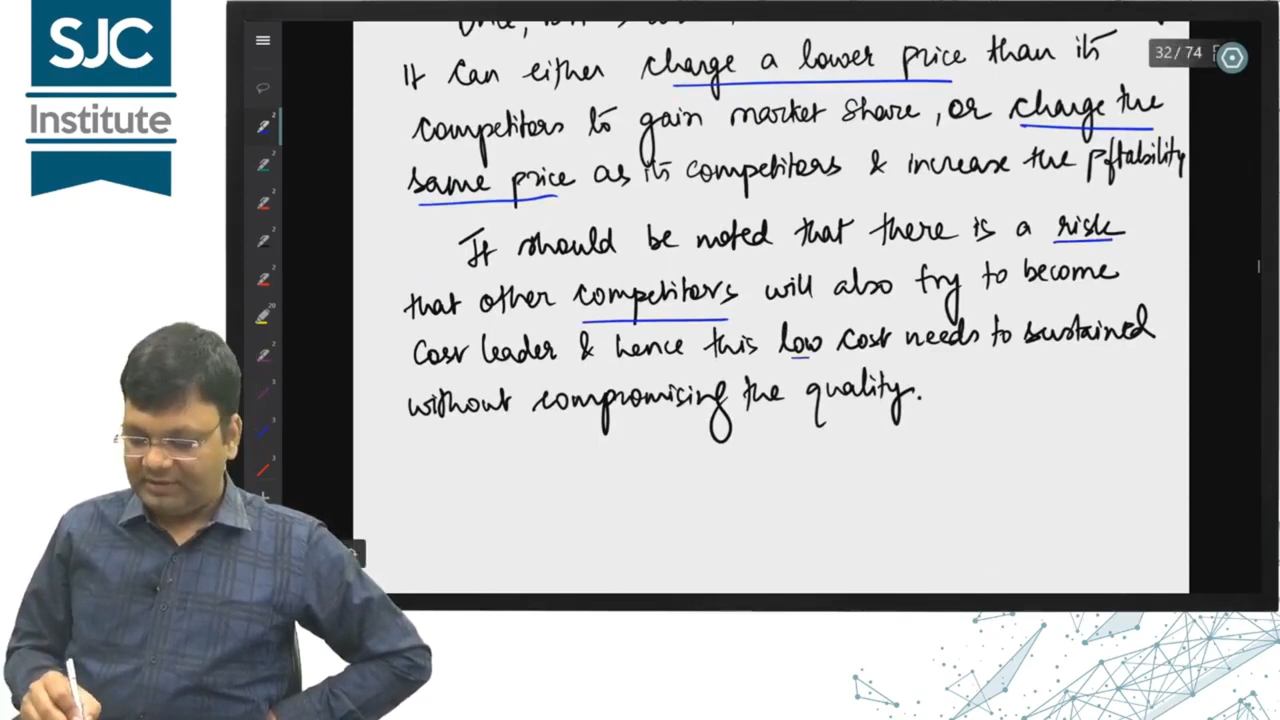 SJC
Institute
32/74
It can either charge a lower price than its
competitors to gain market share, or charge the
same price as its competitors & increase the pftability
It should be noted that there is a risk
that other competitors will also try to become
cost leader & hence this low cost needs to sustained
without compromising the quality.